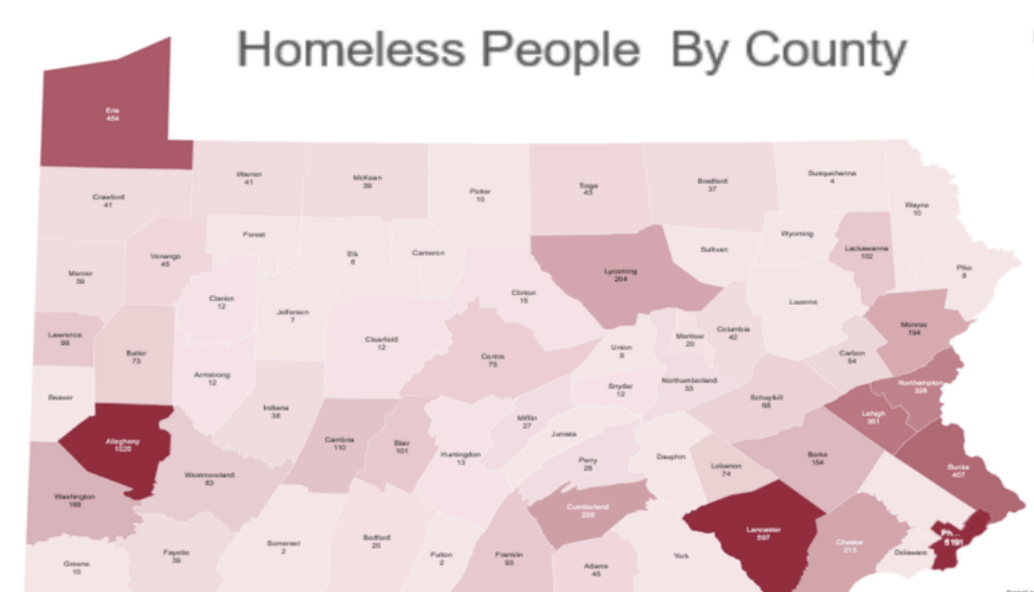 Homeless People By County
Erie
454
Warren
41
McKean
39
Potter
10
Tioga
43
Bradford
37
Susquehanna
4
Wayne
10
Crawford
41
Forest
Elk
8
Cameron
Sullivan
Wyoming
Lackawanna
102
Pike
8
Mercer
39
Venango
45
Clarion
12
Jefferson
7
Clinton
15
Lycoming
204
Luzerne
Monroe
194
Lawrence
99
Butler
73
Armstrong
12
Clearfield
12
Centre
75
Union
9
Montour
20
Columbia
42
Carbon
54
Northampton
Beaver
Indiana
38
Snyder
12
Northumberland
33
Schuylkill
68
Lehigh
361
Allegheny
1020
Westmoreland
83
Cambria
110
Blair
101
Huntingdon
13
Mifflin
27
Juniata
Perry
28
Dauphin
Lebanon
74
Berks
154
Bucks
407
Washington
168
Cumberland
228
Lancaster
597
Chester
213
Delaware
Ph...
5191
Greene
10
Fayette
39
Somerset
2
Bedford
20
Fulton
2
Franklin
93
Adams
45
York